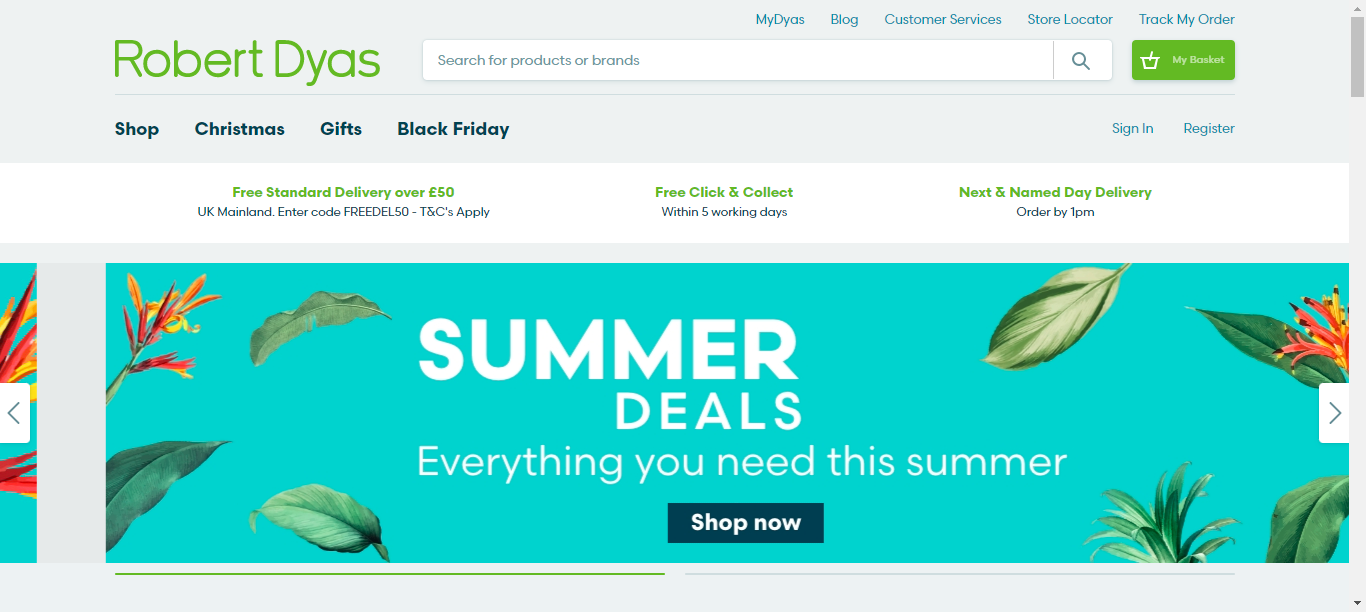 MyDyas Blog Customer Services Store Locator Track My Order
Robert Dyas
Search for products or brands
My Basket
Shop Christmas Gifts Black Friday
Sign In Register
Free Standard Delivery over £50
UK Mainland. Enter code FREEDEL50 - T&C's Apply
Free Click & Collect
Within 5 working days
Next & Named Day Delivery
Order by 1pm
SUMMER
DEALS
Everything you need this summer
Shop now